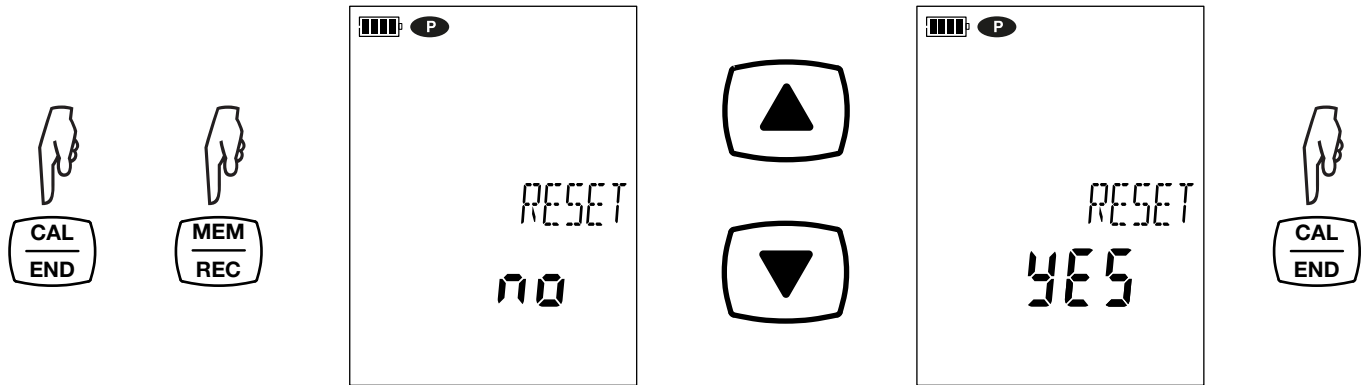 CAL
END
MEM
REC
P
RESET
no
P
RESET
YES
CAL
END